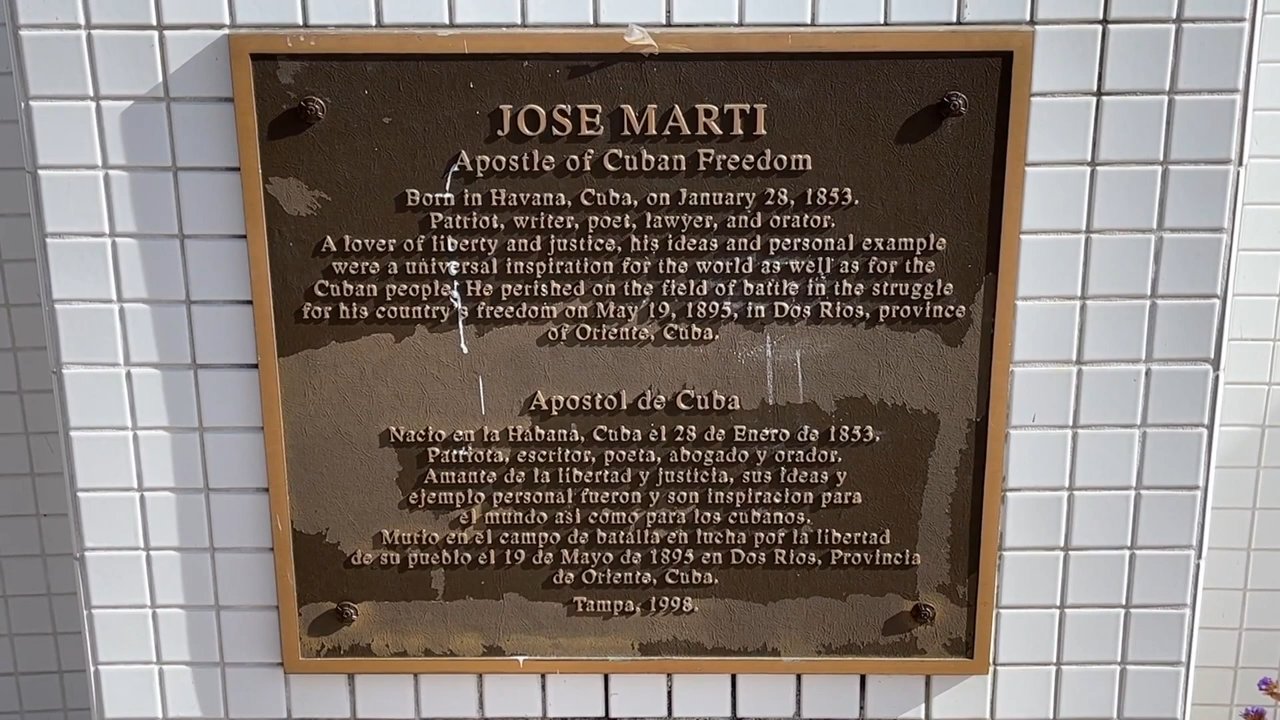 JOSE MARTI
Apostle of Cuban Freedom
Born in Havana, Cuba, on January 28, 1853.
Patriot, writer, poet, lawyer, and orator.
A lover of liberty and justice, his ideas and personal example
were a universal inspiration for the world as well as for the
Cuban people. He perished on the field of battle in the struggle
for his country's freedom on May 19, 1895, in Dos Rios, province
of Oriente, Cuba.
Apostol de Cuba
Nacio en la Habana, Cuba el 28 de Enero de 1853.
Patriota, escritor, poeta, abogado y orador,
Amante de la libertad y justicia, sus ideas y
ejemplo personal fueron y son inspiracion para
el mundo asi como para los cubanos.
Murio en el campo de batalla en lucha por la libertad
de su pueblo el 19 de Mayo de 1895 en Dos Rios, Provincia
de Oriente, Cuba.
Tampa, 1998.